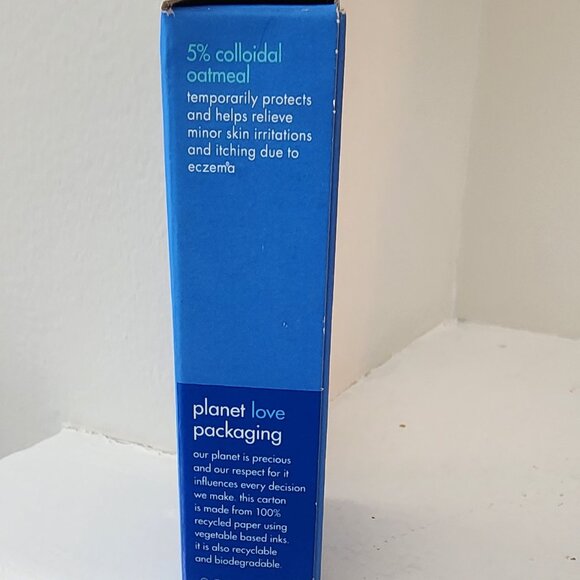 5% colloidal
oatmeal
temporarily protects
and helps relieve
minor skin irritations
and itching due to
eczema
planet love
packaging
our planet is precious
and our respect for it
influences every decision
we make. this carton
is made from 100%
recycled paper using
vegetable based inks.
it is also recyclable
and biodegradable.